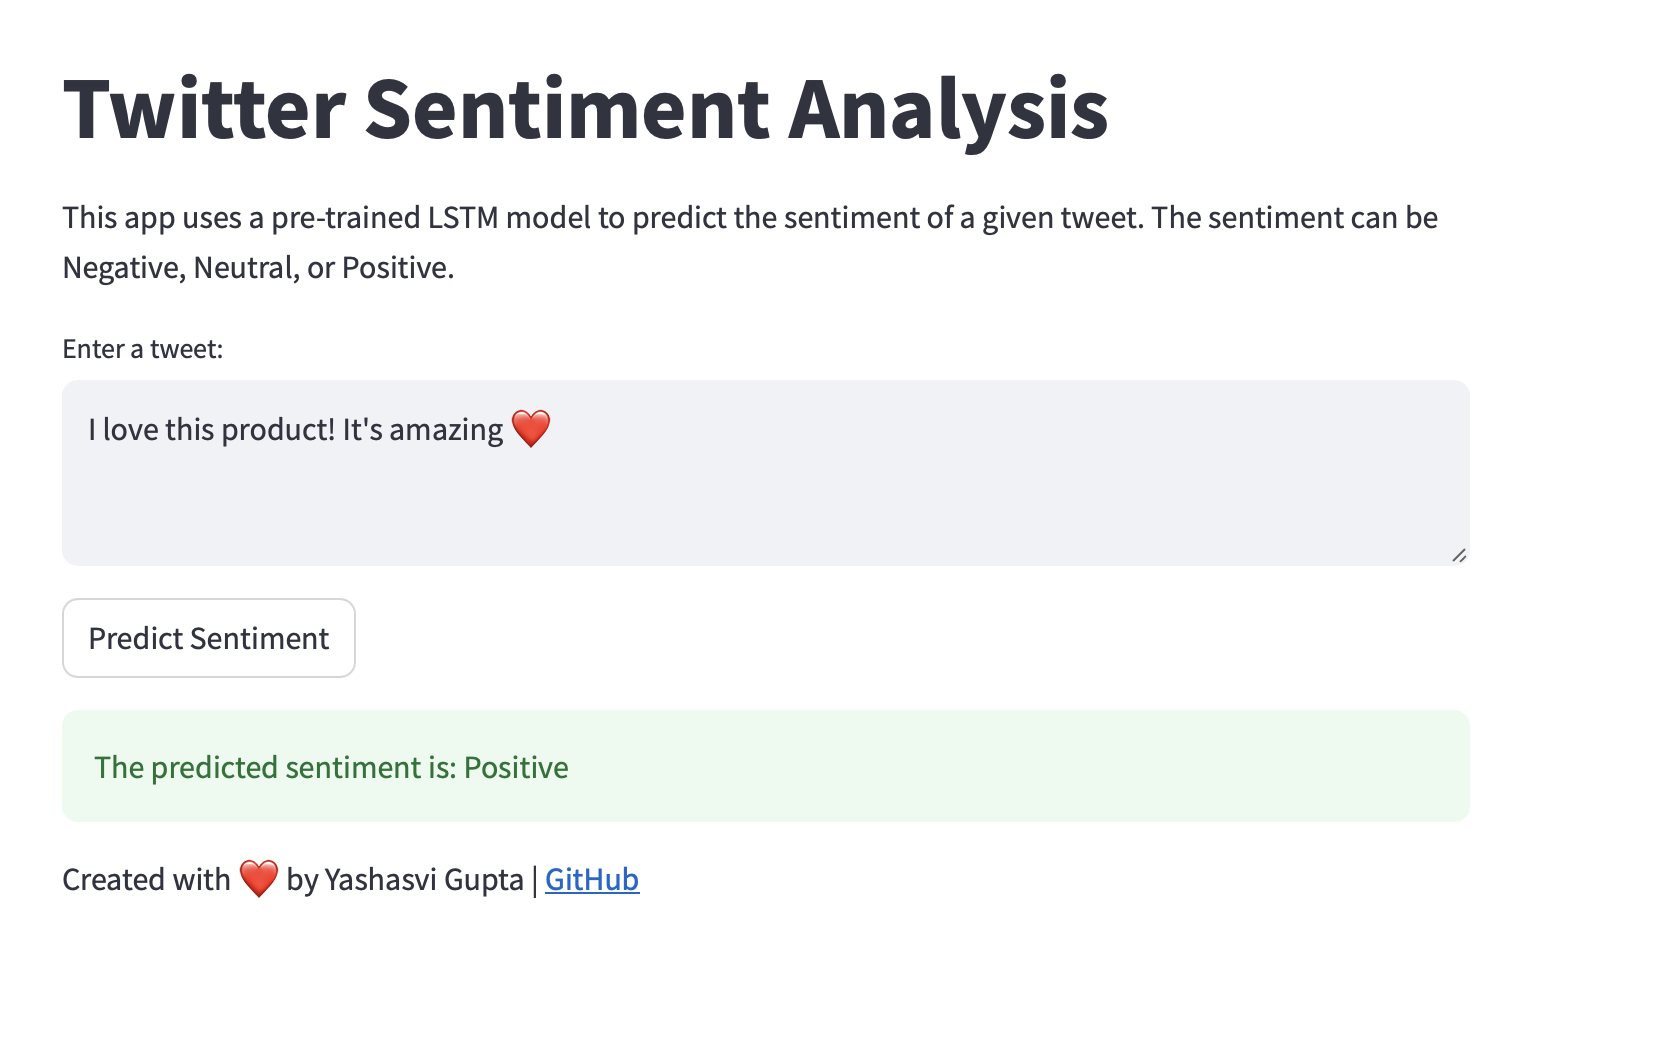 Twitter Sentiment Analysis
This app uses a pre-trained LSTM model to predict the sentiment of a given tweet. The sentiment can be
Negative, Neutral, or Positive.
Enter a tweet:
I love this product! It's amazing ❤️
Predict Sentiment
The predicted sentiment is: Positive
Created with ❤️ by Yashasvi Gupta | GitHub